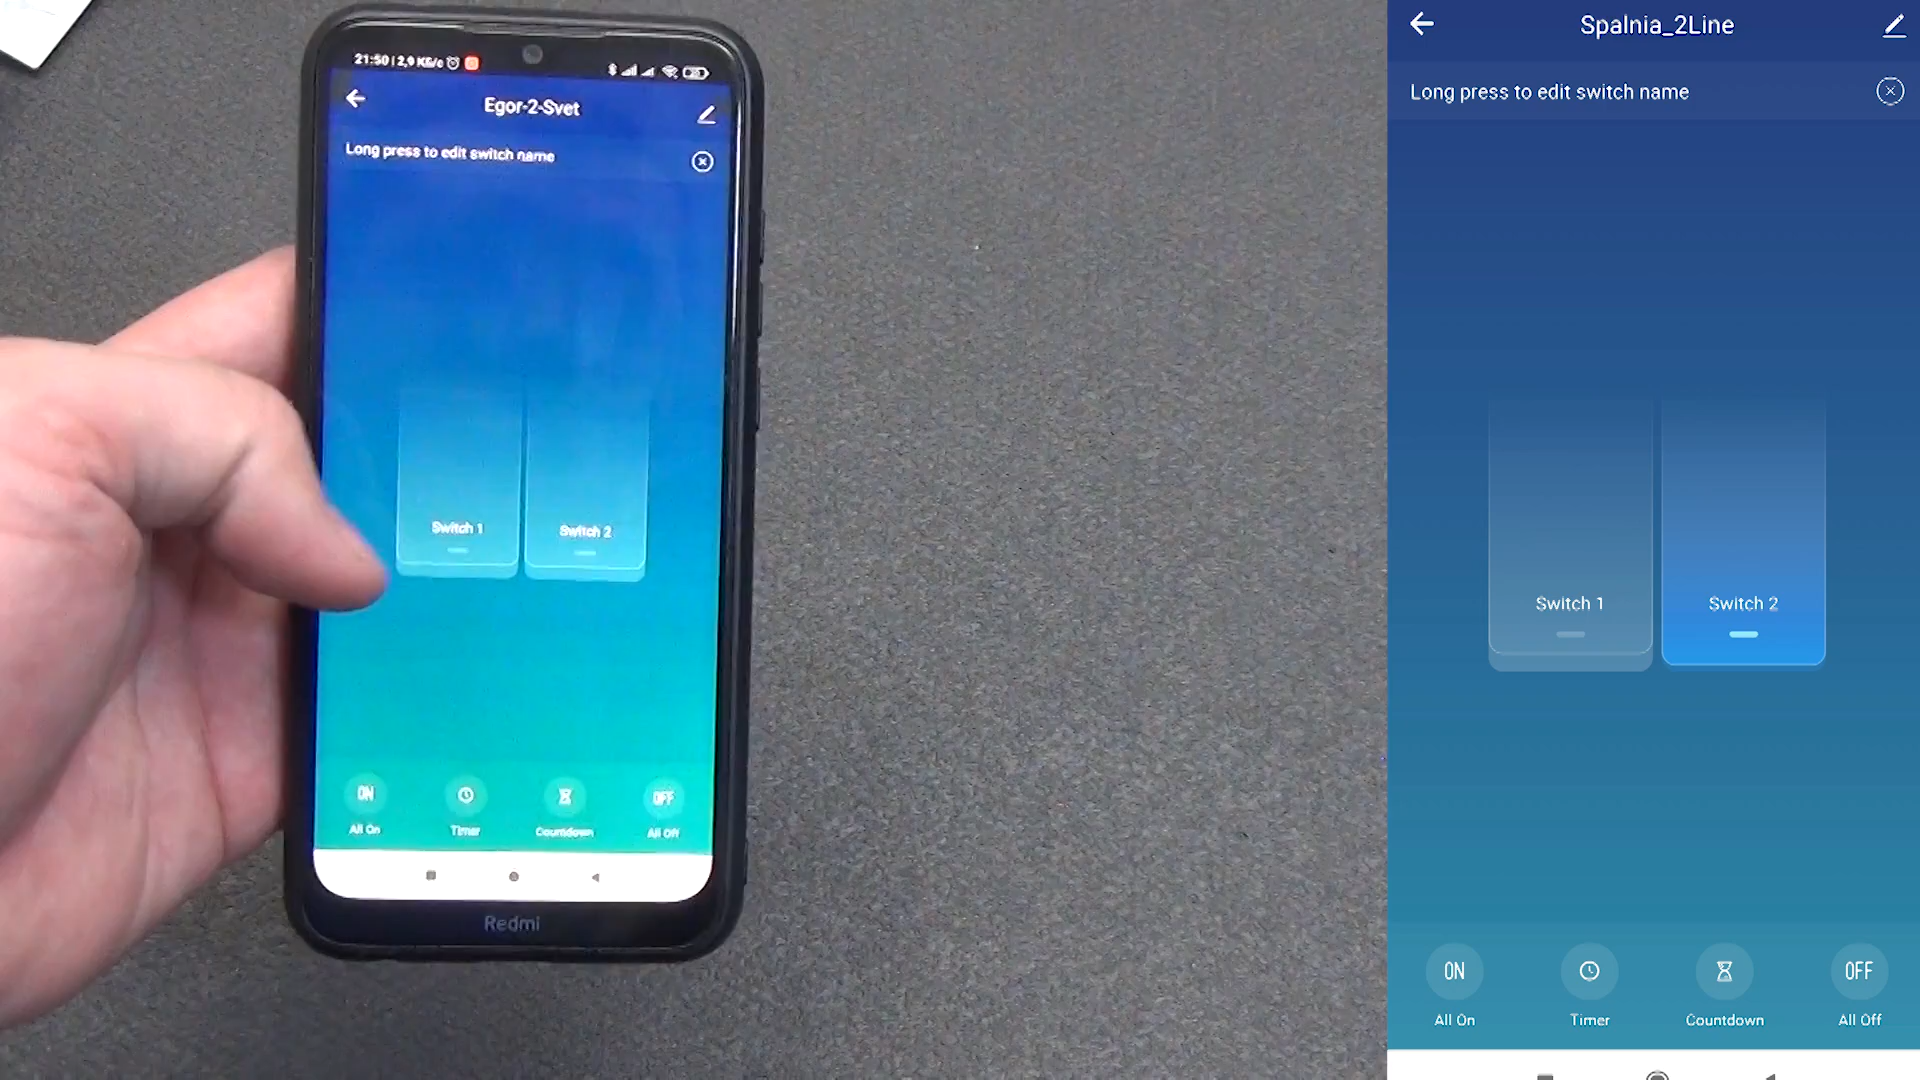 21:50 | 2,9 КБ/с
Egor-2-Svet
Long press to edit switch name
Switch 1
Switch 2
ON
OFF
All On
Timer
Countdown
All Off
Redmi
Spalnia_2Line
Long press to edit switch name
Switch 1
Switch 2
ON
OFF
All On
Timer
Countdown
All Off